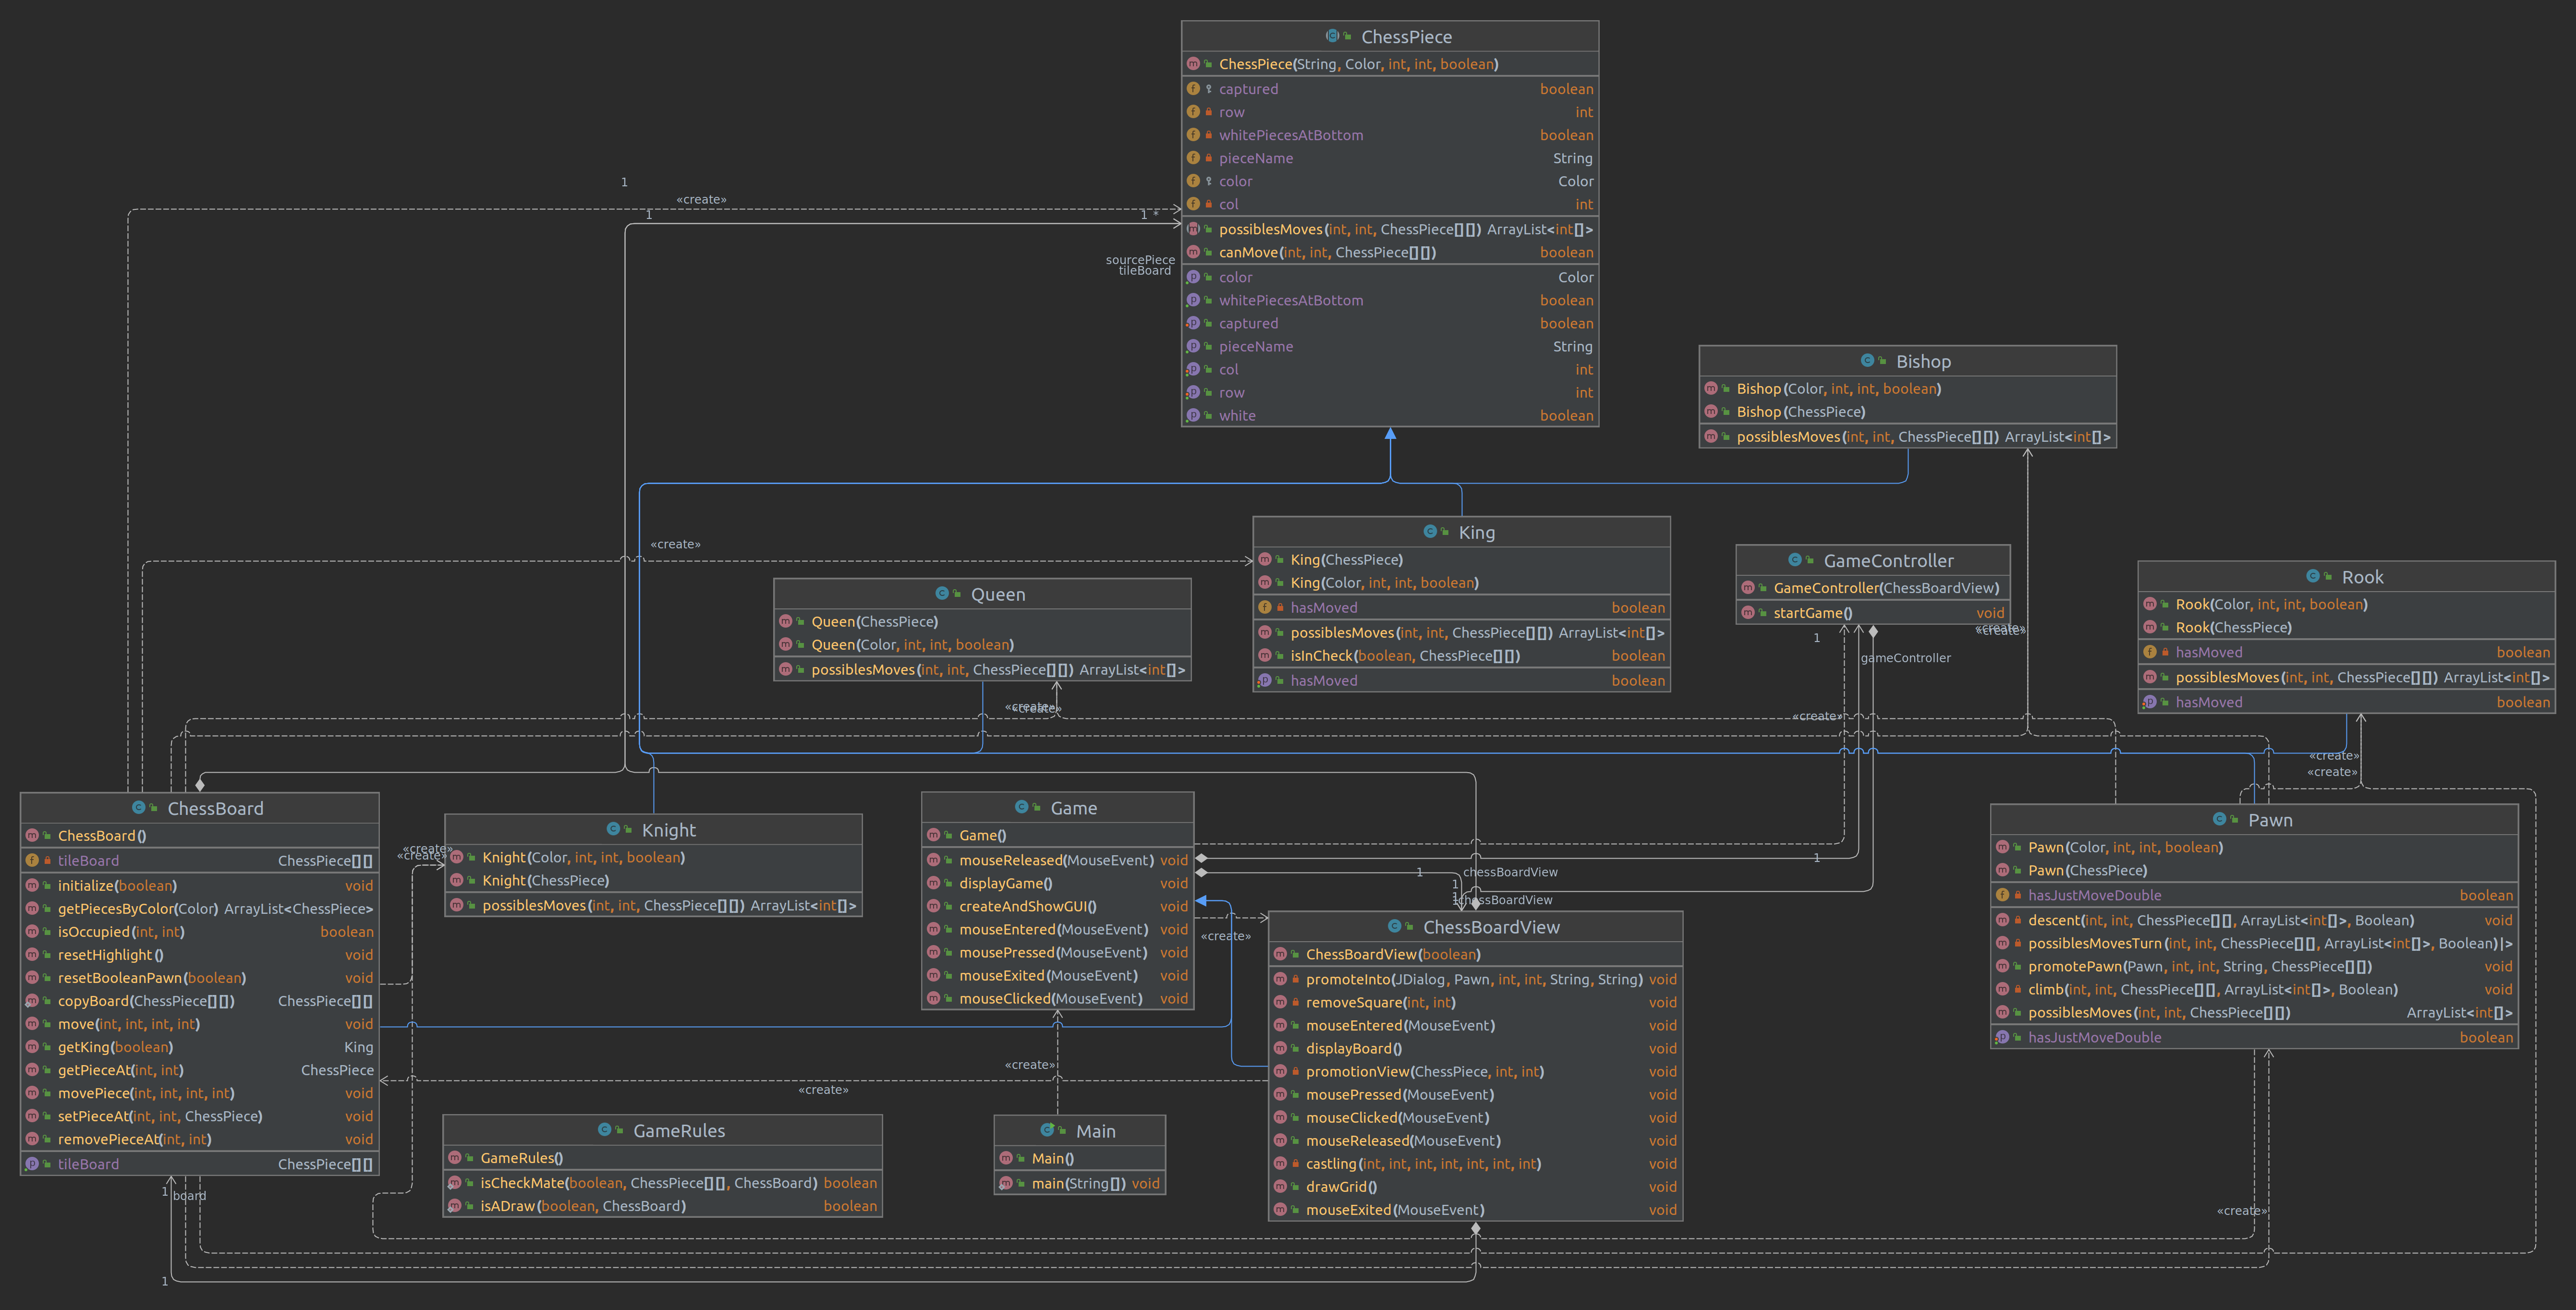 ChessPiece
ChessPiece(String, Color, int, int, boolean)
captured boolean
row int
whitePiecesAtBottom boolean
pieceName String
color Color
col int
possiblesMoves(int, int, ChessPiece[][]) ArrayList<int[]>
canMove(int, int, ChessPiece[][]) boolean
color Color
whitePiecesAtBottom boolean
captured boolean
pieceName String
col int
row int
white boolean
1
«create»
1
1 *
sourcePiece
tileBoard
Bishop
Bishop(Color, int, int, boolean)
Bishop(ChessPiece)
possiblesMoves(int, int, ChessPiece[][]) ArrayList<int[]>
«create»
King
King(ChessPiece)
King(Color, int, int, boolean)
hasMoved boolean
possiblesMoves(int, int, ChessPiece[][]) ArrayList<int[]>
isInCheck(boolean, ChessPiece[][]) boolean
hasMoved boolean
GameController
GameController(ChessBoardView)
startGame() void
1
«create»
«create»
gameController
«create»
Rook
Rook(Color, int, int, boolean)
Rook(ChessPiece)
hasMoved boolean
possiblesMoves(int, int, ChessPiece[][]) ArrayList<int[]>
hasMoved boolean
«create»
«create»
Queen
Queen(ChessPiece)
Queen(Color, int, int, boolean)
possiblesMoves(int, int, ChessPiece[][]) ArrayList<int[]>
«create»
«create»
ChessBoard
ChessBoard()
tileBoard ChessPiece[][]
initialize(boolean) void
getPiecesByColor(Color) ArrayList<ChessPiece>
isOccupied(int, int) boolean
resetHighlight() void
resetBooleanPawn(boolean) void
copyBoard(ChessPiece[][]) ChessPiece[][]
move(int, int, int, int) void
getKing(boolean) King
getPieceAt(int, int) ChessPiece
movePiece(int, int, int, int) void
setPieceAt(int, int, ChessPiece) void
removePieceAt(int, int) void
tileBoard ChessPiece[][]
1
board
1
«create»
«create»
Knight
Knight(Color, int, int, boolean)
Knight(ChessPiece)
possiblesMoves(int, int, ChessPiece[][]) ArrayList<int[]>
Game
Game()
mouseReleased(MouseEvent) void
displayGame() void
createAndShowGUI() void
mouseEntered(MouseEvent) void
mousePressed(MouseEvent) void
mouseExited(MouseEvent) void
mouseClicked(MouseEvent) void
1
1
chessBoardView
1
1
chessBoardView
«create»
«create»
«create»
ChessBoardView
ChessBoardView(boolean)
promoteInto(JDialog, Pawn, int, int, String, String) void
removeSquare(int, int) void
mouseEntered(MouseEvent) void
displayBoard() void
promotionView(ChessPiece, int, int) void
mousePressed(MouseEvent) void
mouseClicked(MouseEvent) void
mouseReleased(MouseEvent) void
castling(int, int, int, int, int, int, int) void
drawGrid() void
mouseExited(MouseEvent) void
Pawn
Pawn(Color, int, int, boolean)
Pawn(ChessPiece)
hasJustMoveDouble boolean
descent(int, int, ChessPiece[][], ArrayList<int[]>, Boolean) void
possiblesMovesTurn(int, int, ChessPiece[][], ArrayList<int[]>, Boolean)|>
promotePawn(Pawn, int, int, String, ChessPiece[][]) void
climb(int, int, ChessPiece[][], ArrayList<int[]>, Boolean) void
possiblesMoves(int, int, ChessPiece[][]) ArrayList<int[]>
hasJustMoveDouble boolean
«create»
GameRules
GameRules()
isCheckMate(boolean, ChessPiece[][], ChessBoard) boolean
isADraw(boolean, ChessBoard) boolean
Main
Main()
main(String[]) void